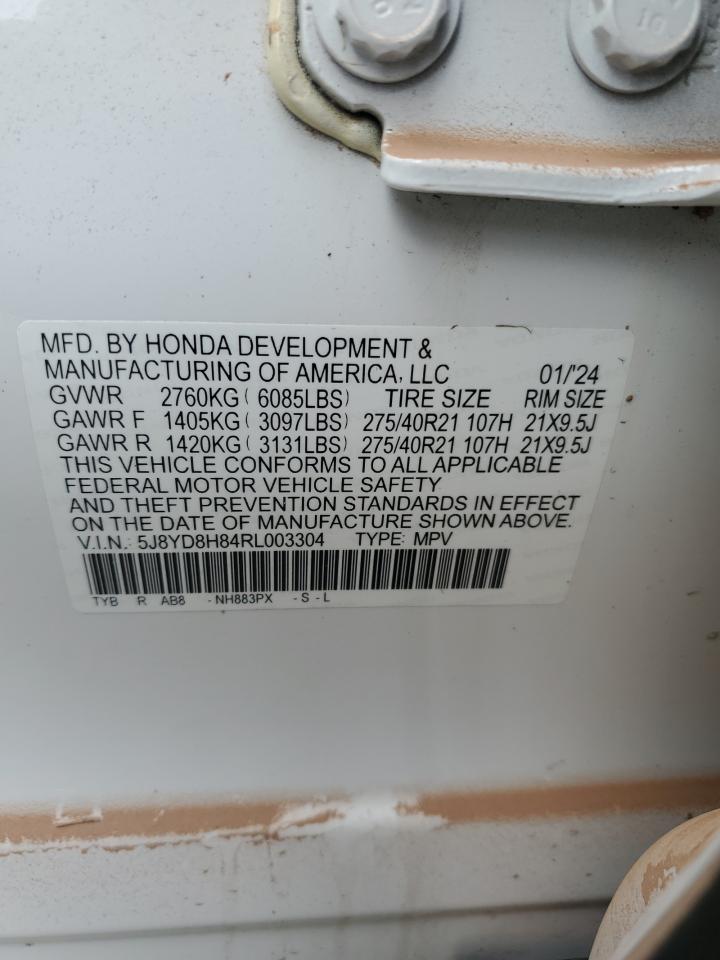 MFD. BY HONDA DEVELOPMENT &
MANUFACTURING OF AMERICA, LLC 01/'24
GVWR 2760KG ( 6085LBS) TIRE SIZE RIM SIZE
GAWR F 1405KG ( 3097LBS) 275/40R21 107H 21X9.5J
GAWR R 1420KG ( 3131LBS) 275/40R21 107H 21X9.5J
THIS VEHICLE CONFORMS TO ALL APPLICABLE
FEDERAL MOTOR VEHICLE SAFETY
AND THEFT PREVENTION STANDARDS IN EFFECT
ON THE DATE OF MANUFACTURE SHOWN ABOVE.
V.I.N.: 5J8YD8H84RL003304 TYPE: MPV
TYB R AB8 - NH883PX - S - L